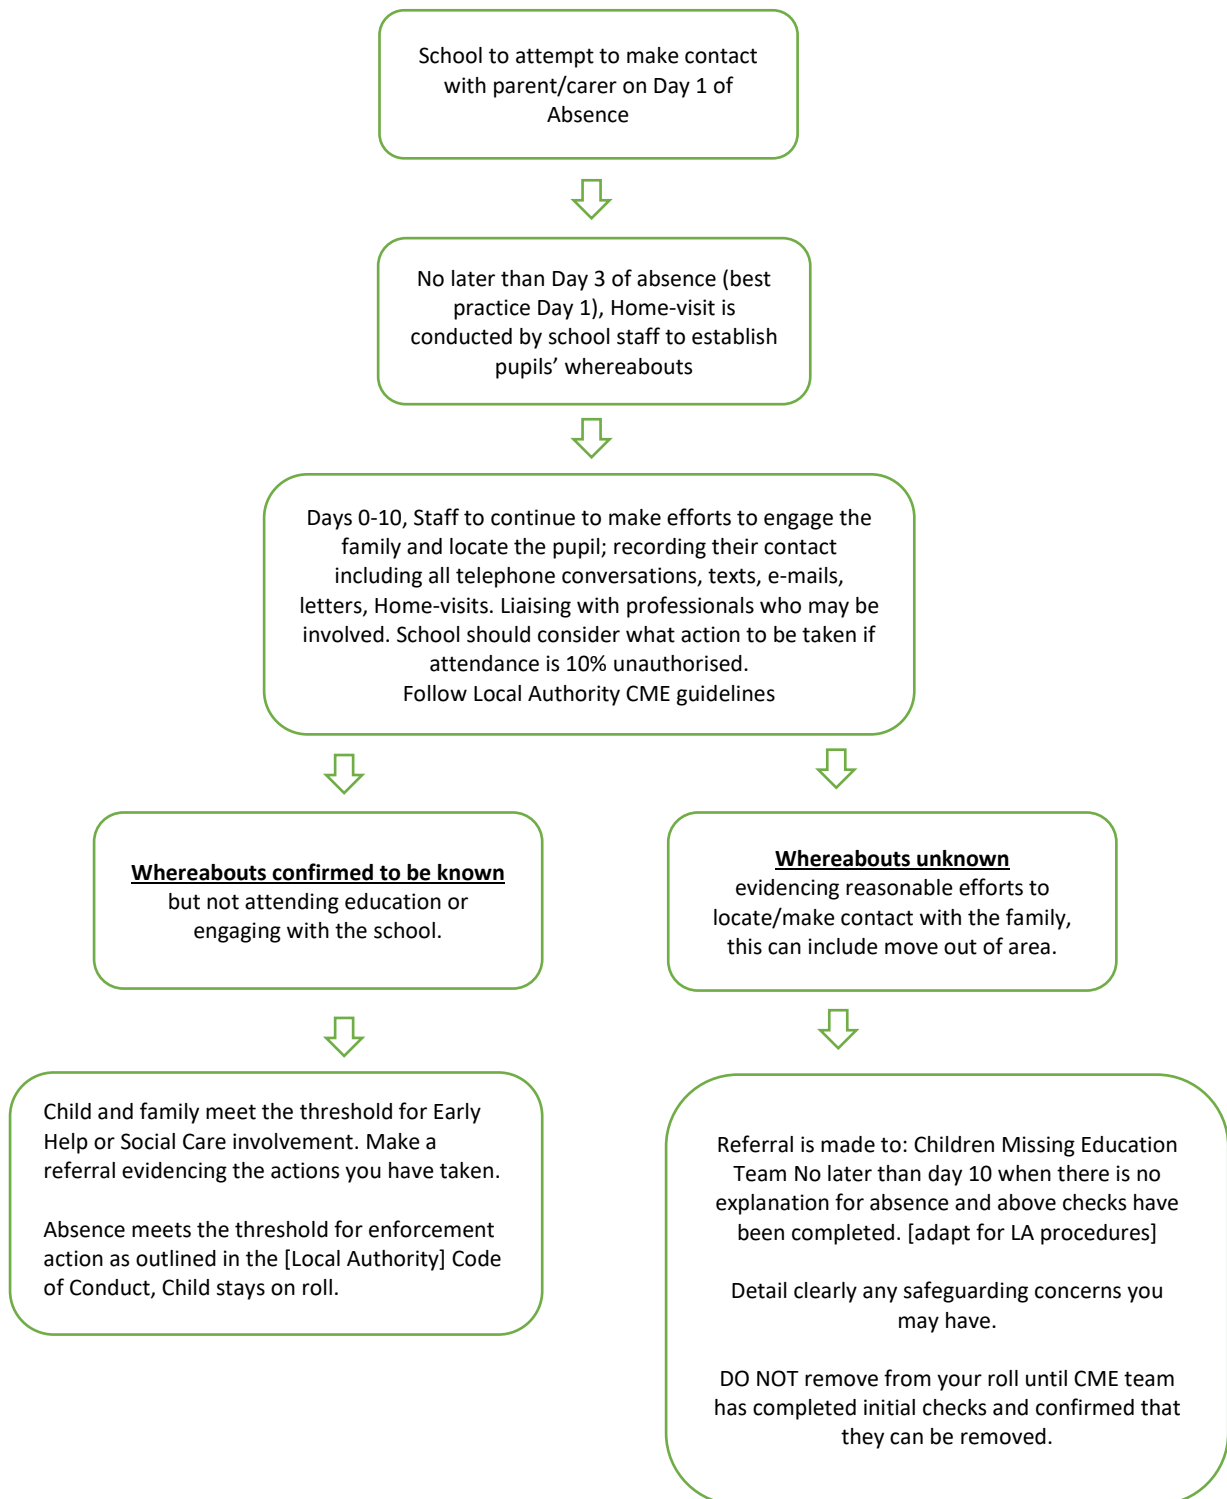 School to attempt to make contact
with parent/carer on Day 1 of
Absence
No later than Day 3 of absence (best
practice Day 1), Home-visit is
conducted by school staff to establish
pupils’ whereabouts
Days 0-10, Staff to continue to make efforts to engage the
family and locate the pupil; recording their contact
including all telephone conversations, texts, e-mails,
letters, Home-visits. Liaising with professionals who may be
involved. School should consider what action to be taken if
attendance is 10% unauthorised.
Follow Local Authority CME guidelines
Whereabouts confirmed to be known
but not attending education or
engaging with the school.
Whereabouts unknown
evidencing reasonable efforts to
locate/make contact with the family,
this can include move out of area.
Child and family meet the threshold for Early
Help or Social Care involvement. Make a
referral evidencing the actions you have taken.
Absence meets the threshold for enforcement
action as outlined in the [Local Authority] Code
of Conduct, Child stays on roll.
Referral is made to: Children Missing Education
Team No later than day 10 when there is no
explanation for absence and above checks have
been completed. [adapt for LA procedures]
Detail clearly any safeguarding concerns you
may have.
DO NOT remove from your roll until CME team
has completed initial checks and confirmed that
they can be removed.